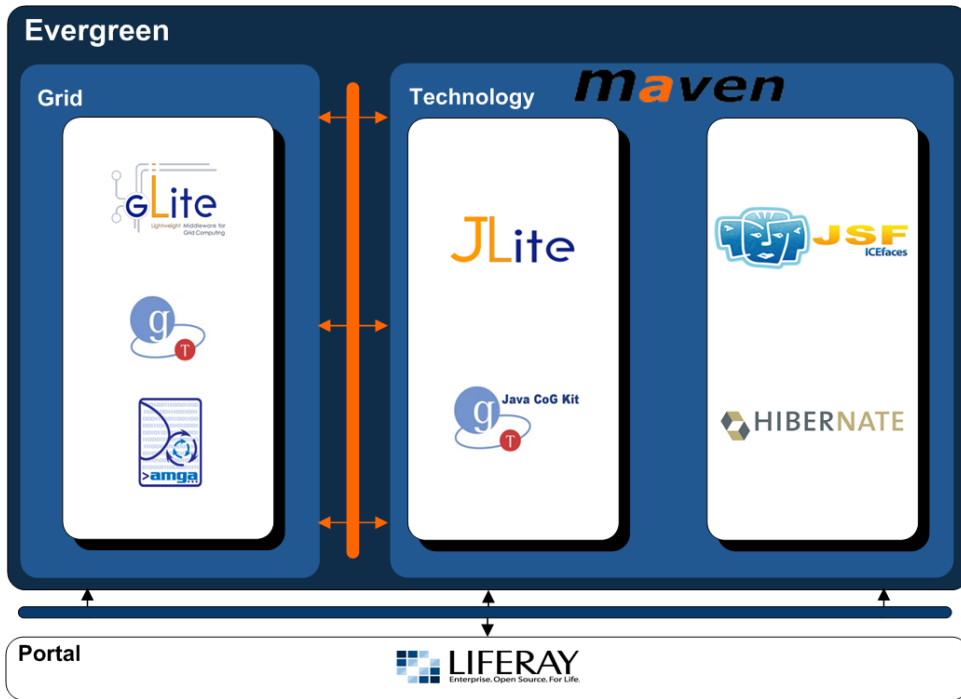 Evergreen
Grid
Technology
maven
gLite
Lightweight Middleware for
Grid Computing
g
T
>amga
JLite
Java CoG Kit
g
T
JSF
ICEfaces
HIBERNATE
Portal
LIFERAY
Enterprise. Open Source. For Life.